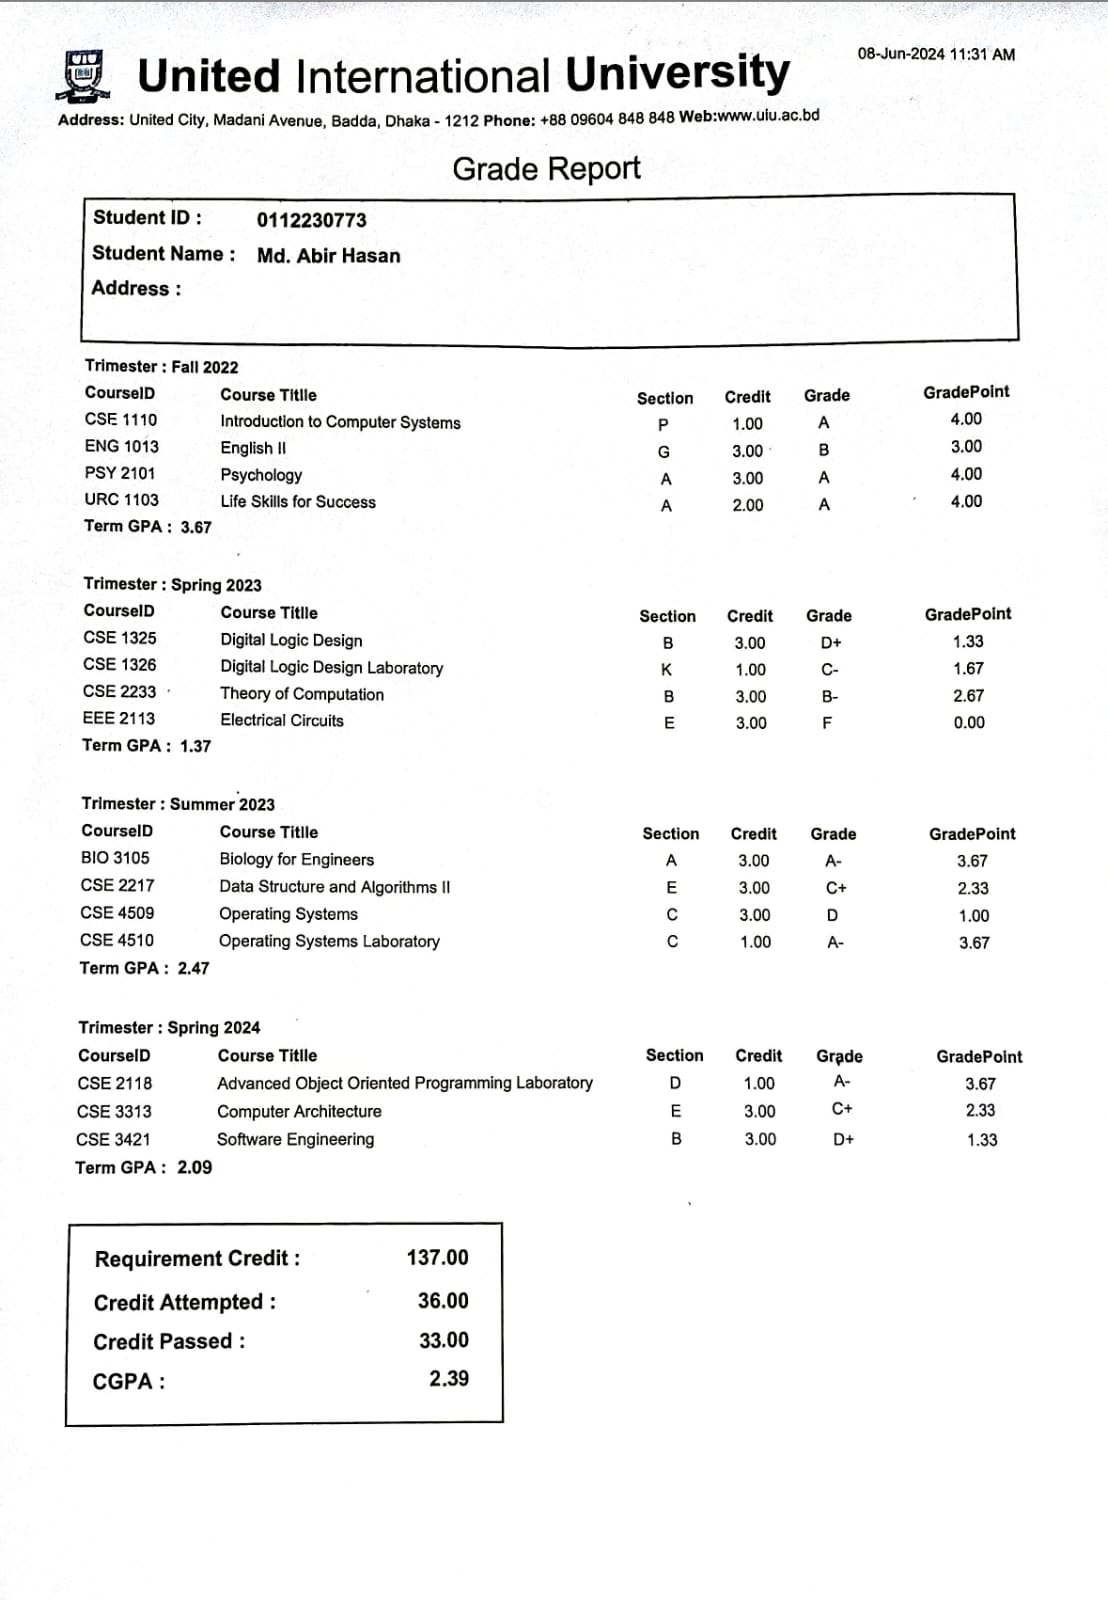 08-Jun-2024 11:31 AM
UIU
United International University
Address: United City, Madani Avenue, Badda, Dhaka - 1212 Phone: +88 09604 848 848 Web:www.uiu.ac.bd
Grade Report
Student ID : 0112230773
Student Name : Md. Abir Hasan
Address :
Trimester : Fall 2022
CourseID Course Titlle Section Credit Grade GradePoint
CSE 1110 Introduction to Computer Systems P 1.00 A 4.00
ENG 1013 English II G 3.00 B 3.00
PSY 2101 Psychology A 3.00 A 4.00
URC 1103 Life Skills for Success A 2.00 A 4.00
Term GPA : 3.67
Trimester : Spring 2023
CourseID Course Titlle Section Credit Grade GradePoint
CSE 1325 Digital Logic Design B 3.00 D+ 1.33
CSE 1326 Digital Logic Design Laboratory K 1.00 C- 1.67
CSE 2233 Theory of Computation B 3.00 B- 2.67
EEE 2113 Electrical Circuits E 3.00 F 0.00
Term GPA : 1.37
Trimester : Summer 2023
CourseID Course Titlle Section Credit Grade GradePoint
BIO 3105 Biology for Engineers A 3.00 A- 3.67
CSE 2217 Data Structure and Algorithms II E 3.00 C+ 2.33
CSE 4509 Operating Systems C 3.00 D 1.00
CSE 4510 Operating Systems Laboratory C 1.00 A- 3.67
Term GPA : 2.47
Trimester : Spring 2024
CourseID Course Titlle Section Credit Grade GradePoint
CSE 2118 Advanced Object Oriented Programming Laboratory D 1.00 A- 3.67
CSE 3313 Computer Architecture E 3.00 C+ 2.33
CSE 3421 Software Engineering B 3.00 D+ 1.33
Term GPA : 2.09
Requirement Credit : 137.00
Credit Attempted : 36.00
Credit Passed : 33.00
CGPA : 2.39